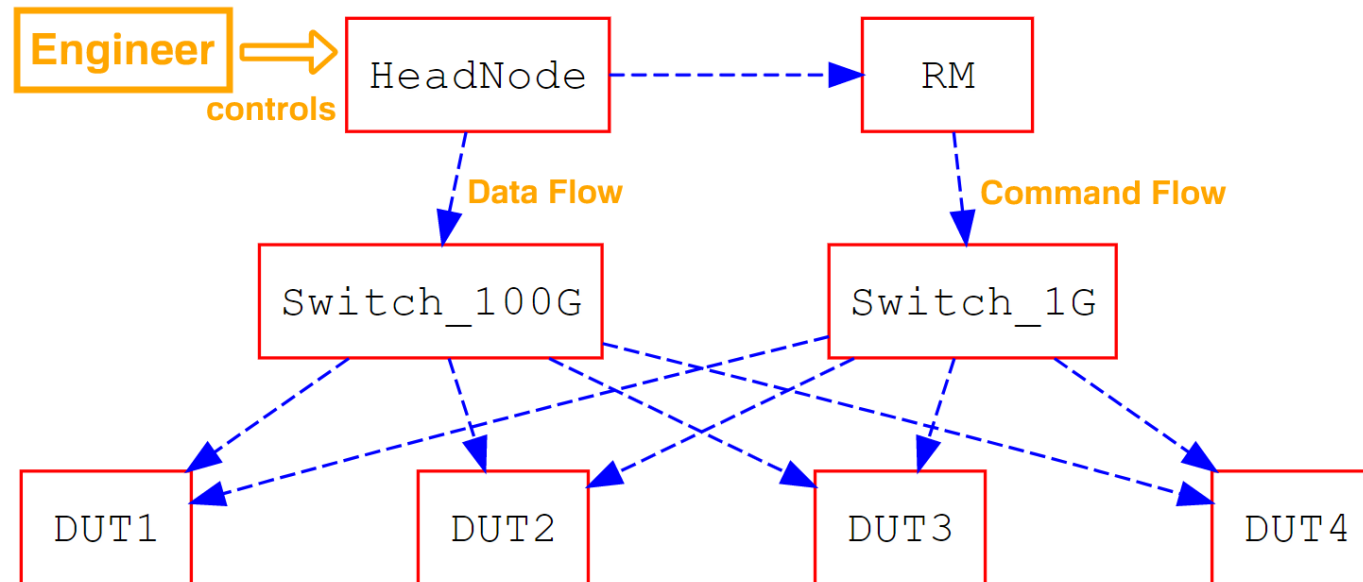 Engineer
controls
HeadNode
RM
Data Flow
Command Flow
Switch_100G
Switch_1G
DUT1
DUT2
DUT3
DUT4